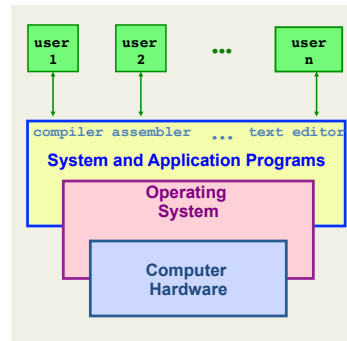 user user ... user
1 2 n
compiler assembler ... text editor
System and Application Programs
Operating
System
Computer
Hardware